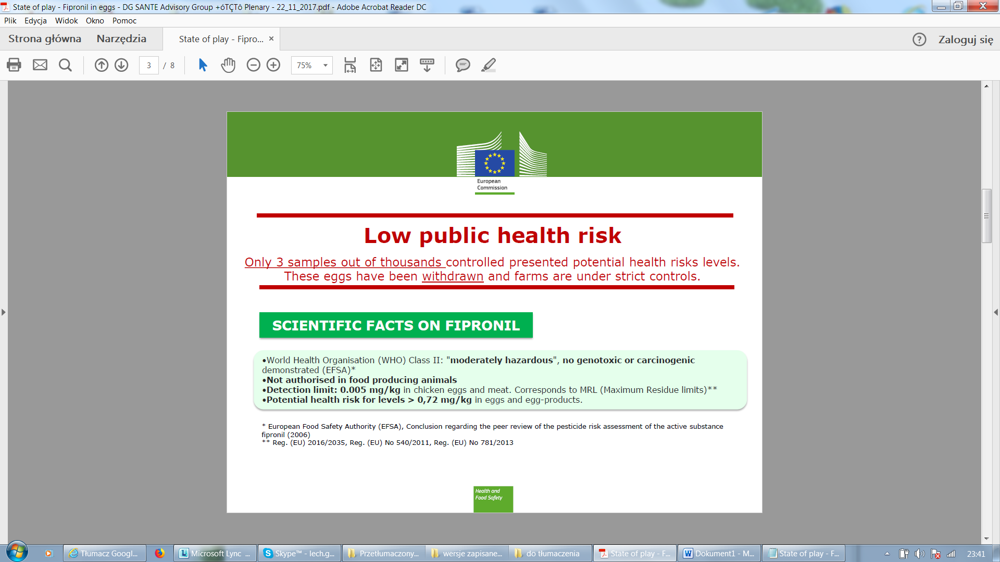 State of play - Fipronil in eggs - DG SANTE Advisory Group +óTÇTô Plenary - 22_11_2017.pdf - Adobe Acrobat Reader DC
Plik Edycja Widok Okno Pomoc
Strona główna Narzędzia State of play - Fipro... × ? Zaloguj się
3 / 8 75%
European
Commission
Low public health risk
Only 3 samples out of thousands controlled presented potential health risks levels.
These eggs have been withdrawn and farms are under strict controls.
SCIENTIFIC FACTS ON FIPRONIL
•World Health Organisation (WHO) Class II: "moderately hazardous", no genotoxic or carcinogenic
demonstrated (EFSA)*
•Not authorised in food producing animals
•Detection limit: 0.005 mg/kg in chicken eggs and meat. Corresponds to MRL (Maximum Residue limits)**
•Potential health risk for levels > 0,72 mg/kg in eggs and egg-products.
* European Food Safety Authority (EFSA), Conclusion regarding the peer review of the pesticide risk assessment of the active substance
fipronil (2006)
** Reg. (EU) 2016/2035, Reg. (EU) No 540/2011, Reg. (EU) No 781/2013
Health and
Food Safety
Tłumacz Googl... Microsoft Lync ... Skype™ - lech.g... Przetłumaczony... wersje zapisane... do tłumaczenia State of play - F... Dokument1 - M... State of play - F... 23:41